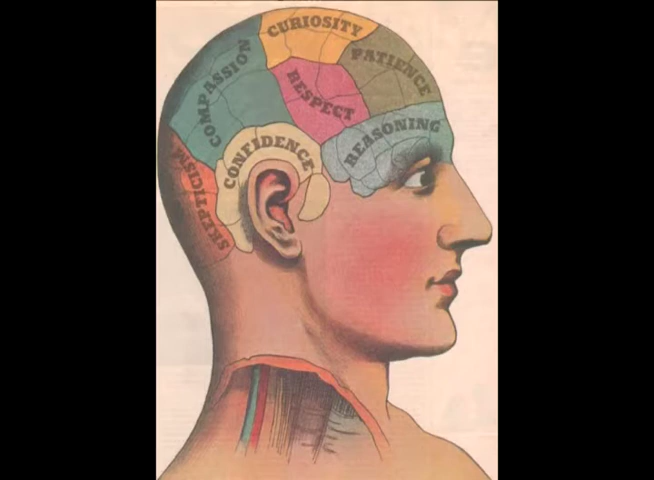 CURIOSITY
PATIENCE
COMPASSION
RESPECT
REASONING
CONFIDENCE
SKEPTICISM